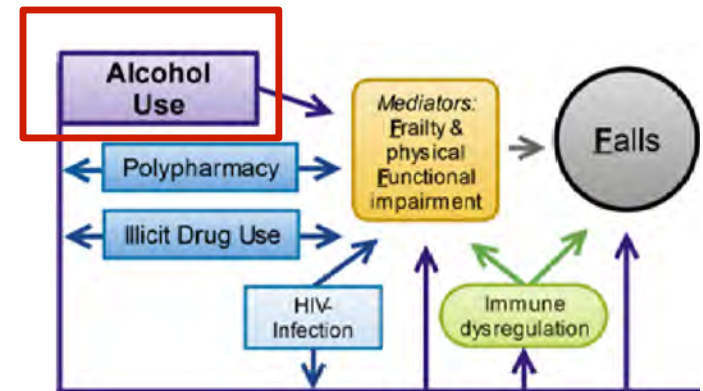 Alcohol
Use
Mediators:
Frailty &
physical
Functional
impairment
Falls
Polypharmacy
Illicit Drug Use
HIV-
Infection
Immune
dysregulation